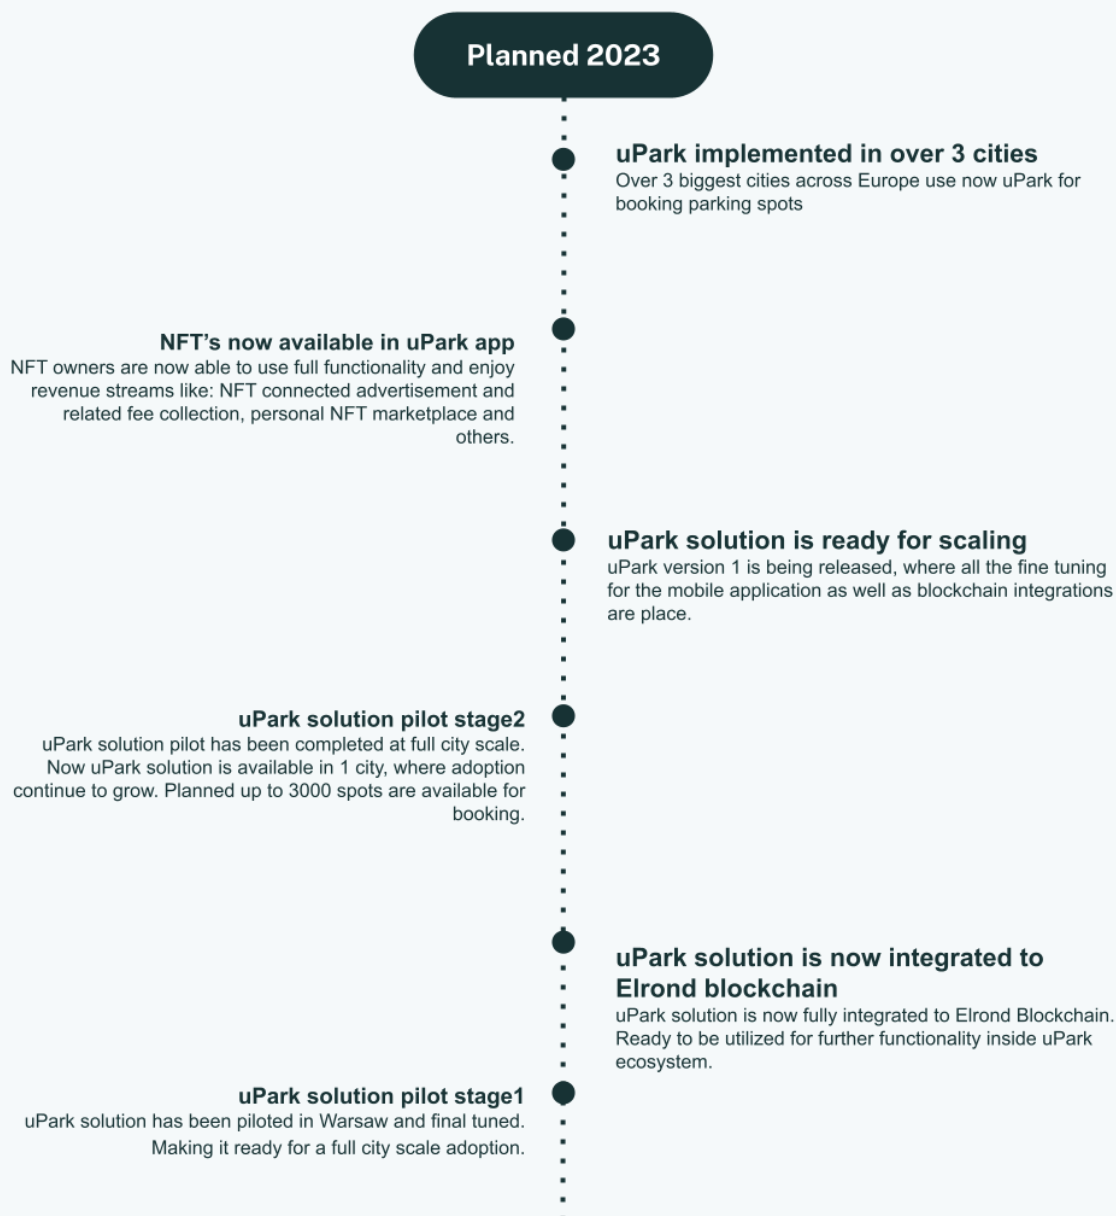 Planned 2023
uPark implemented in over 3 cities
Over 3 biggest cities across Europe use now uPark for
booking parking spots
NFT’s now available in uPark app
NFT owners are now able to use full functionality and enjoy
revenue streams like: NFT connected advertisement and
related fee collection, personal NFT marketplace and
others.
uPark solution is ready for scaling
uPark version 1 is being released, where all the fine tuning
for the mobile application as well as blockchain integrations
are place.
uPark solution pilot stage2
uPark solution pilot has been completed at full city scale.
Now uPark solution is available in 1 city, where adoption
continue to grow. Planned up to 3000 spots are available for
booking.
uPark solution is now integrated to
Elrond blockchain
uPark solution is now fully integrated to Elrond Blockchain.
Ready to be utilized for further functionality inside uPark
ecosystem.
uPark solution pilot stage1
uPark solution has been piloted in Warsaw and final tuned.
Making it ready for a full city scale adoption.